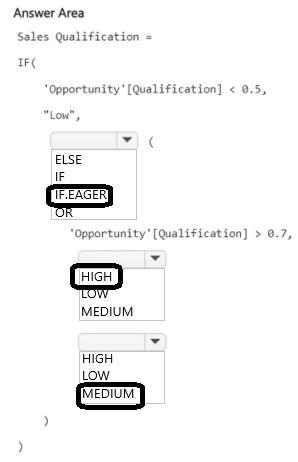 Answer Area
Sales Qualification =
IF(
'Opportunity'[Qualification] < 0.5,
"Low",
(
ELSE
IF
IF.EAGER
OR
'Opportunity'[Qualification] > 0.7,
HIGH
LOW
MEDIUM
HIGH
LOW
MEDIUM
)
)